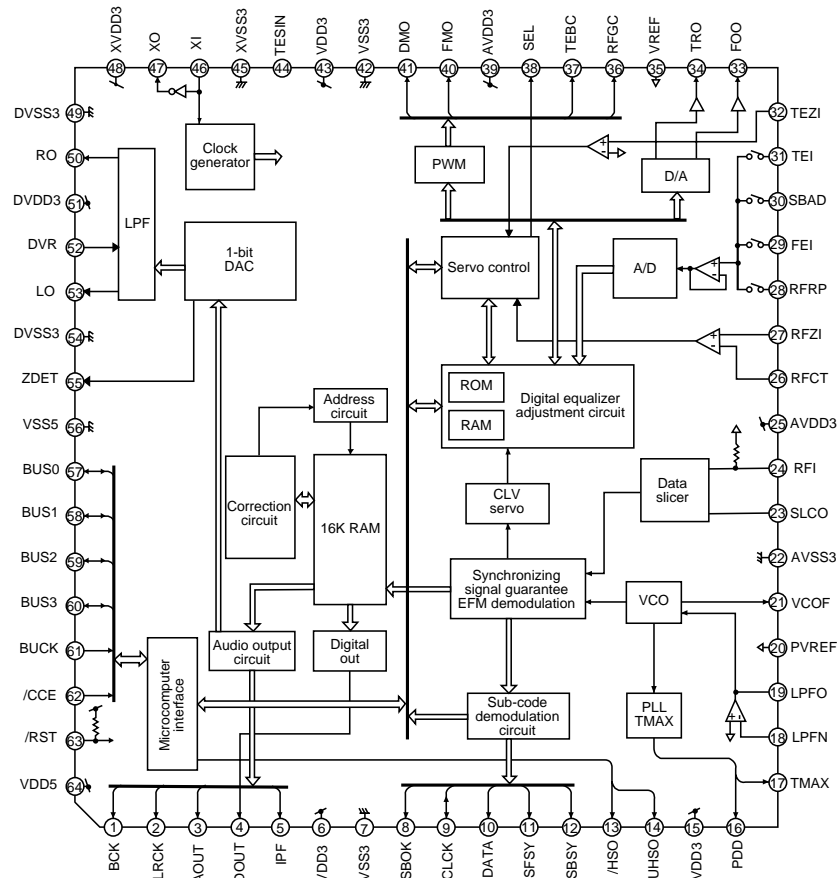 XVDD3
XO
XI
XVSS3
TESIN
VDD3
VSS3
DMO
FMO
AVDD3
SEL
TEBC
RFGC
VREF
TRO
FOO
48
47
46
45
44
43
42
41
40
39
38
37
36
35
34
33
DVSS3
49
RO
50
DVDD3
51
DVR
52
LO
53
DVSS3
54
ZDET
55
VSS5
56
BUS0
57
BUS1
58
BUS2
59
BUS3
60
BUCK
61
/CCE
62
/RST
63
VDD5
64
32
TEZI
31
TEI
30
SBAD
29
FEI
28
RFRP
27
RFZI
26
RFCT
25
AVDD3
24
RFI
23
SLCO
22
AVSS3
21
VCOF
20
PVREF
19
LPFO
18
LPFN
17
TMAX
Clock
generator
LPF
1-bit
DAC
PWM
D/A
+
-
Servo control
A/D
+
-
+
-
ROM
RAM
Digital equalizer
adjustment circuit
Address
circuit
Correction
circuit
16K RAM
CLV
servo
Data
slicer
Synchronizing
signal guarantee
EFM demodulation
VCO
Audio output
circuit
Digital
out
Microcomputer
interface
Sub-code
demodulation
circuit
PLL
TMAX
+
-
1
2
3
4
5
6
7
8
9
10
11
12
13
14
15
16
BCK
LRCK
AOUT
DOUT
IPF
VDD3
VSS3
SBOK
CLCK
DATA
SFSY
SBSY
/HSO
UHSO
VDD3
PDD